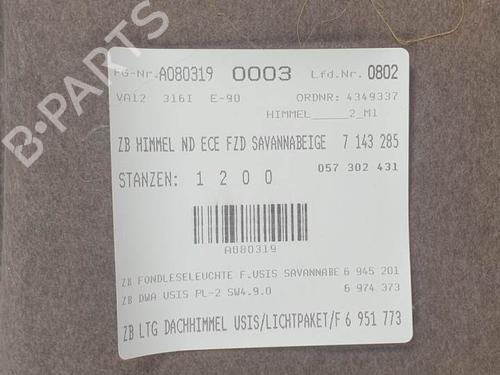 B-PARTS
FG-Nr. A080319 0003 Lfd.Nr. 0802
VA12 316I E-90 ORDNR: 4349337
HIMMEL_____2_M1
ZB HIMMEL ND ECE FZD SAVANNABEIGE 7 143 285
057 302 431
STANZEN: 1 2 0 0
A080319
ZB FONDLESELEUCHTE F.USIS SAVANNABE 6 945 201
ZB DWA USIS PL-2 SW4.9.0 6 974 373
ZB LTG DACHHIMMEL USIS/LICHTPAKET/F 6 951 773